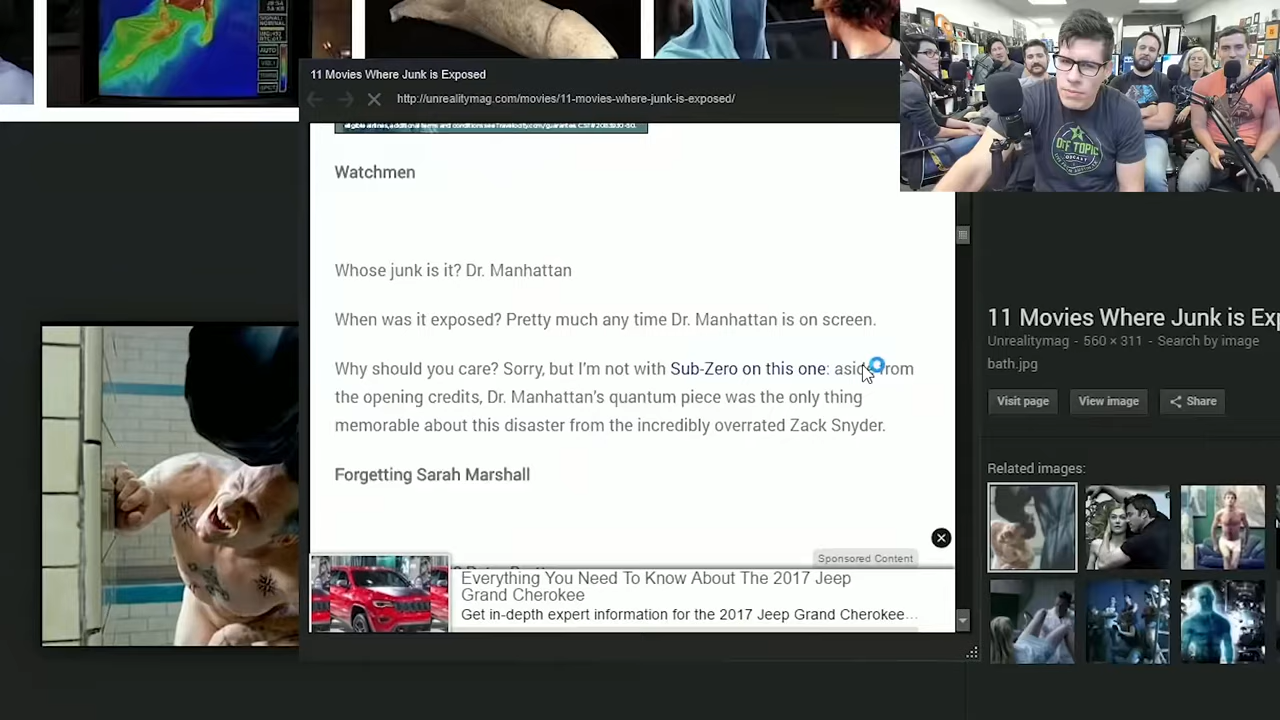 11 Movies Where Junk is Exposed
http://unrealitymag.com/movies/11-movies-where-junk-is-exposed/
Watchmen
Whose junk is it? Dr. Manhattan
When was it exposed? Pretty much any time Dr. Manhattan is on screen.
Why should you care? Sorry, but I'm not with Sub-Zero on this one: aside from
the opening credits, Dr. Manhattan's quantum piece was the only thing
memorable about this disaster from the incredibly overrated Zack Snyder.
Forgetting Sarah Marshall
Sponsored Content
Everything You Need To Know About The 2017 Jeep
Grand Cherokee
Get in-depth expert information for the 2017 Jeep Grand Cherokee...
11 Movies Where Junk is Ex
Unrealitymag - 560 × 311 - Search by image
bath.jpg
Visit page
View image
Share
Related images:
OFF TOPIC
AUTO